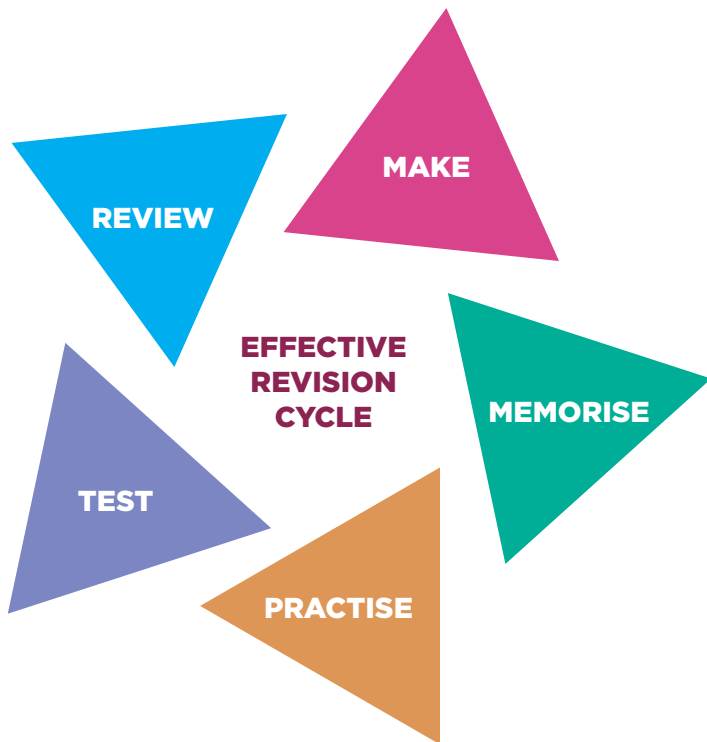 MAKE
REVIEW
EFFECTIVE
REVISION
CYCLE
MEMORISE
TEST
PRACTISE